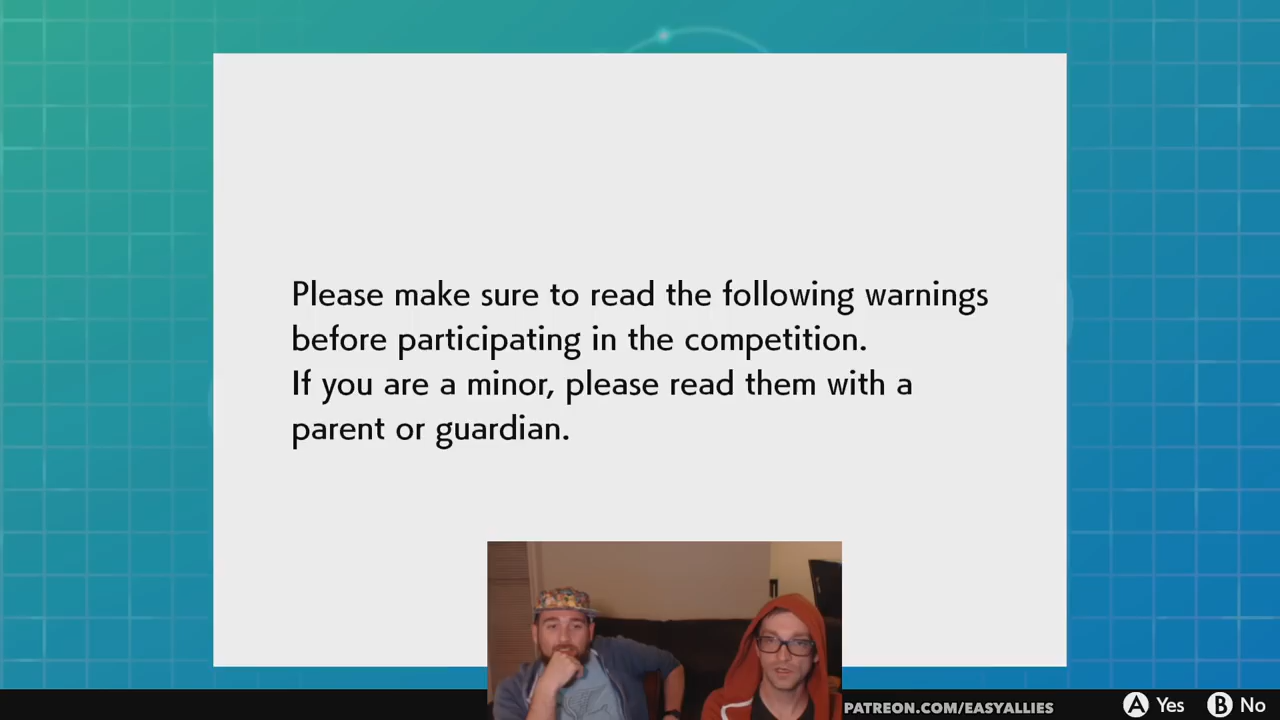 Please make sure to read the following warnings
before participating in the competition.
If you are a minor, please read them with a
parent or guardian.
PATREON.COM/EASYALLIES
A Yes B No